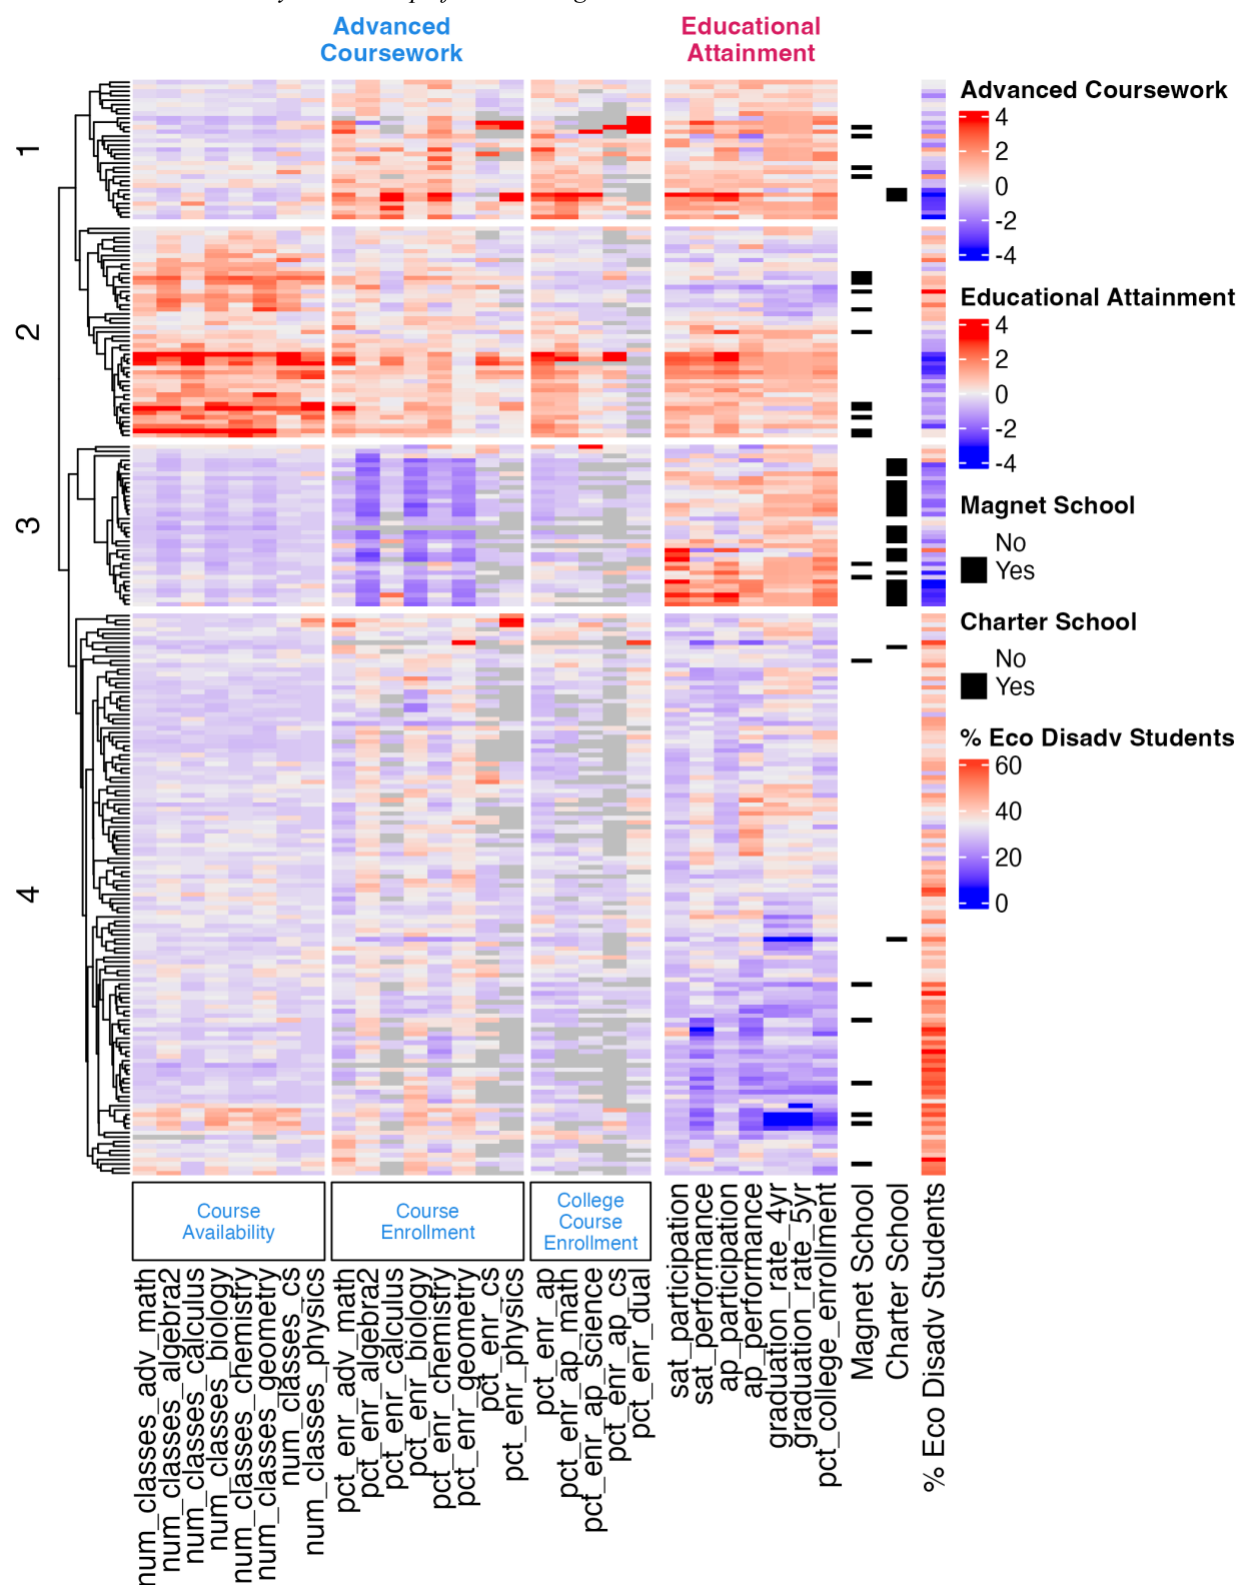 Advanced
Coursework
Educational
Attainment
1
2
3
4
Advanced Coursework
4
2
0
-2
-4
Educational Attainment
4
2
0
-2
-4
Magnet School
No
Yes
Charter School
No
Yes
% Eco Disadv Students
60
40
20
0
Course
Availability
Course
Enrollment
College
Course
Enrollment
num_classes_adv_math
num_classes_algebra2
num_classes_calculus
num_classes_biology
num_classes_chemistry
num_classes_geometry
num_classes_cs
num_classes_physics
pct_enr_adv_math
pct_enr_algebra2
pct_enr_calculus
pct_enr_biology
pct_enr_chemistry
pct_enr_geometry
pct_enr_cs
pct_enr_physics
pct_enr_ap
pct_enr_ap_math
pct_enr_ap_science
pct_enr_ap_cs
pct_enr_dual
sat_participation
sat_performance
ap_participation
ap_performance
graduation_rate_4yr
graduation_rate_5yr
pct_college_enrollment
Magnet School
Charter School
% Eco Disadv Students